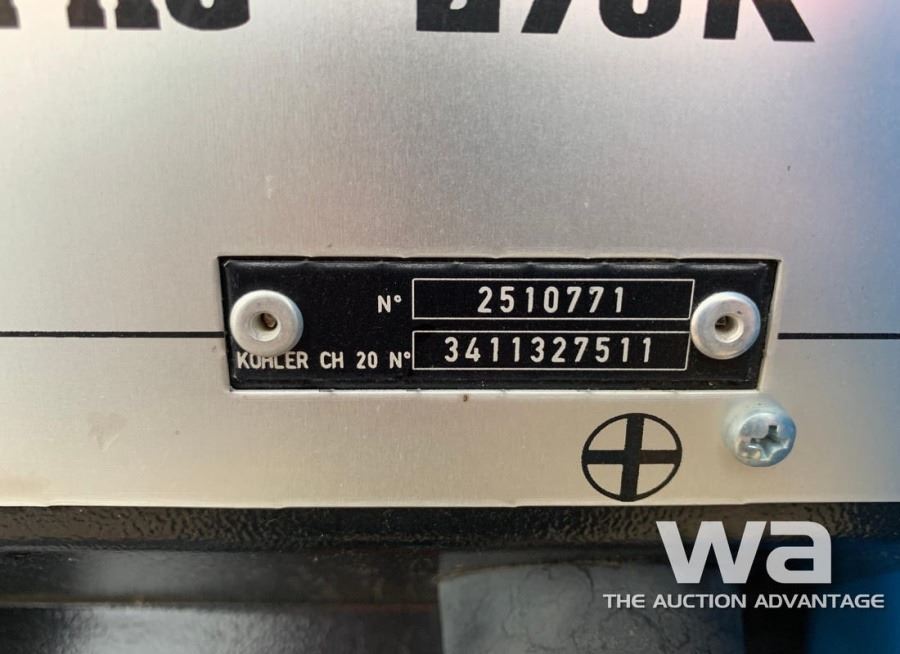 N° 2510771
KOHLER CH 20 N° 3411327511
wa
THE AUCTION ADVANTAGE